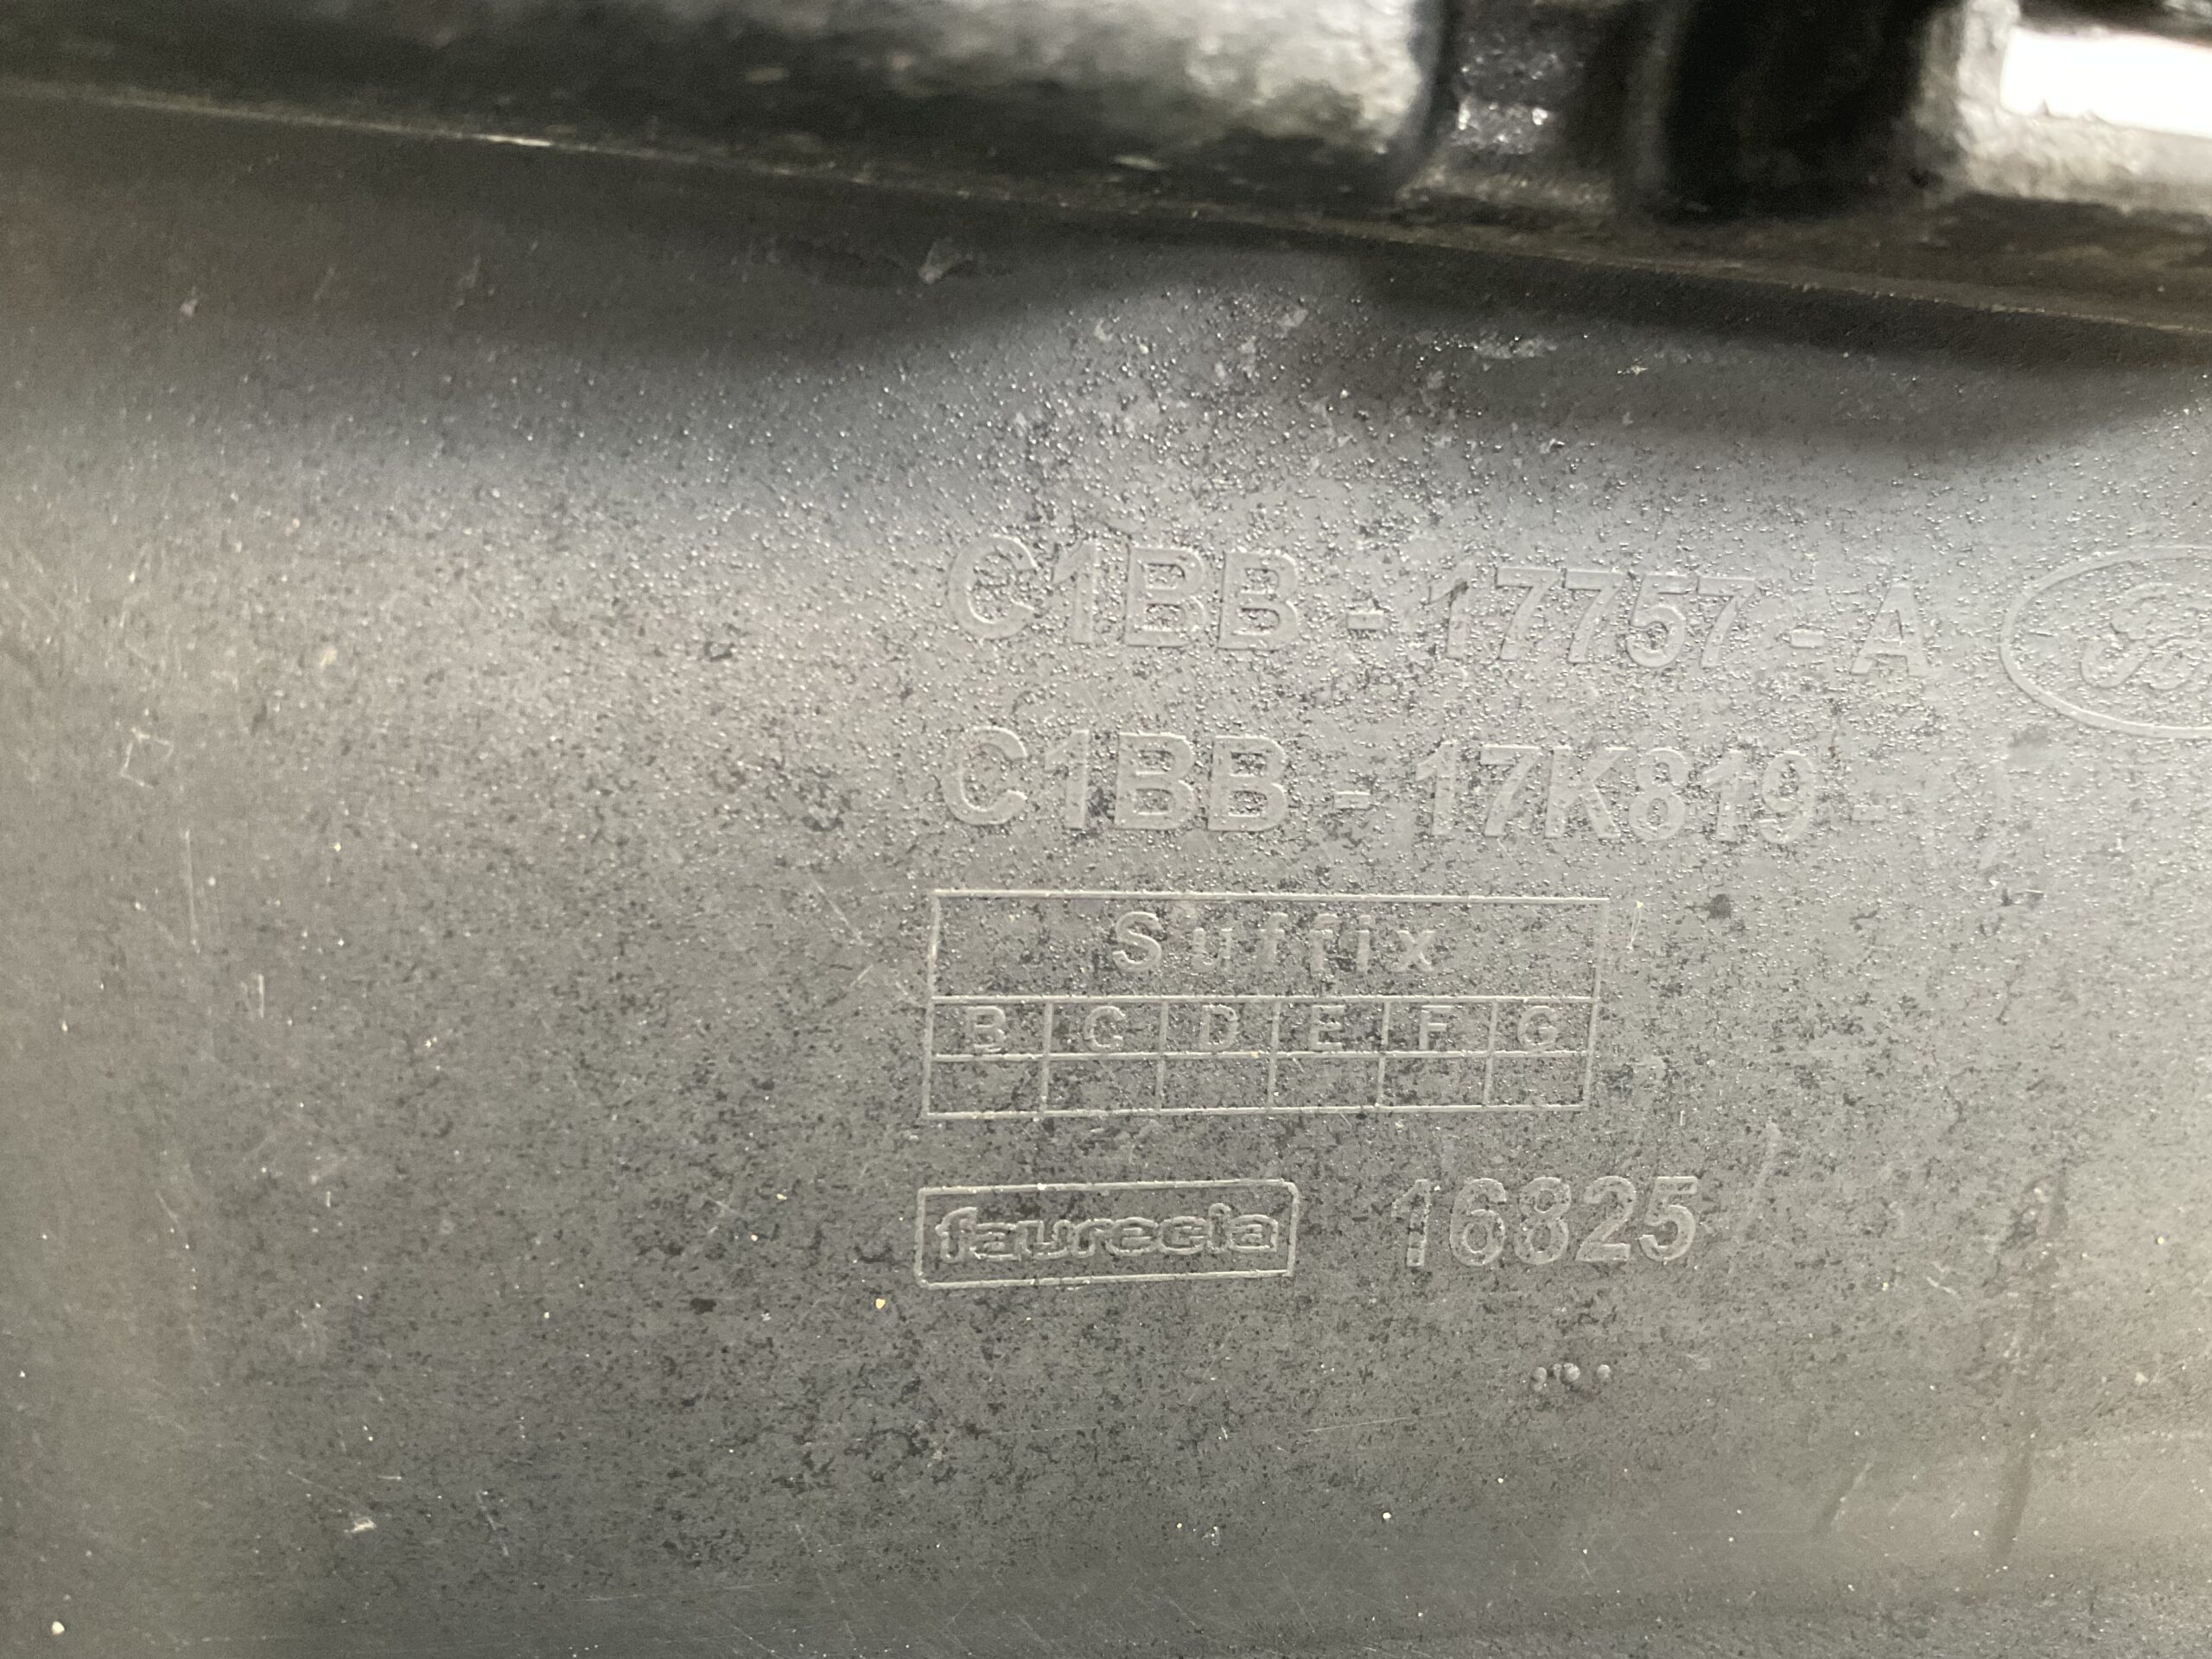 C1BB - 17757 - A
C1BB - 17K819 -
Suffix
B C D E F G
faurecia 16825